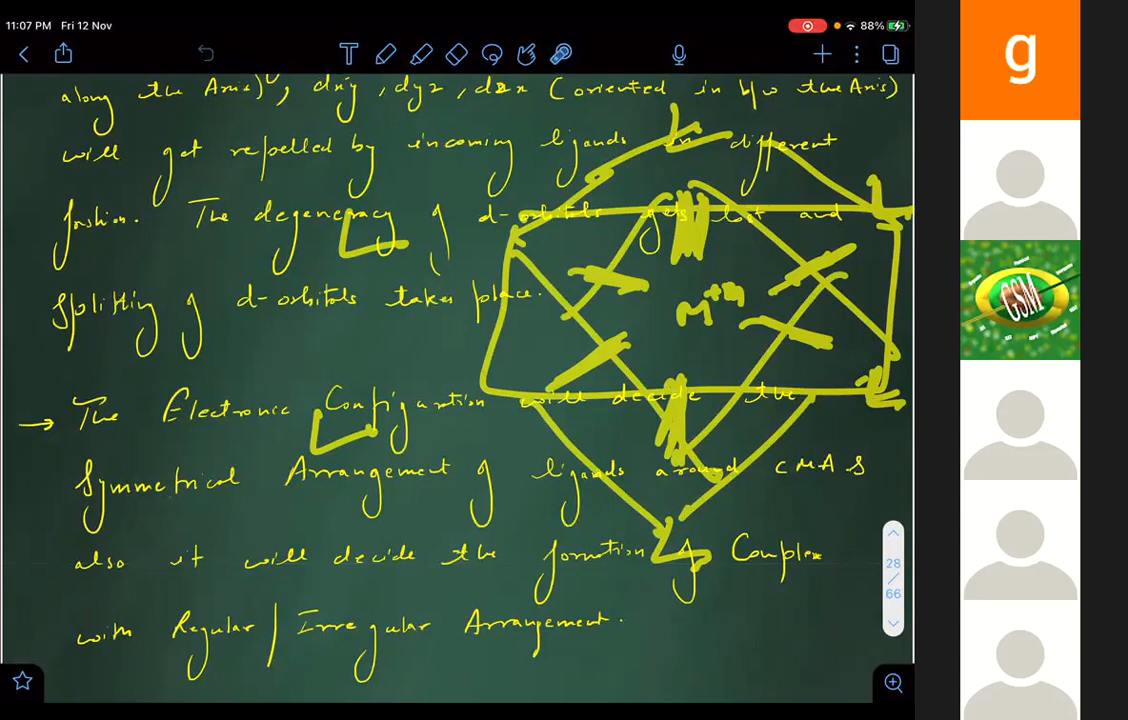 11:07 PM Fri 12 Nov
88%
along the Axis), dxy, dyz, dzx (oriented in b/w the Axis)
will get repelled by incoming ligands in different
fashion. The degeneracy of d-orbitals gets lost and
Splitting of d-orbitals takes place.
M+n
→ The Electronic Configuration will decide the
Symmetrical Arrangement of ligands around CMA &
also it will decide the formation of Complex
with Regular/Irregular Arrangement.
L
L
L
L
L
L
28
/
66
g
GSM